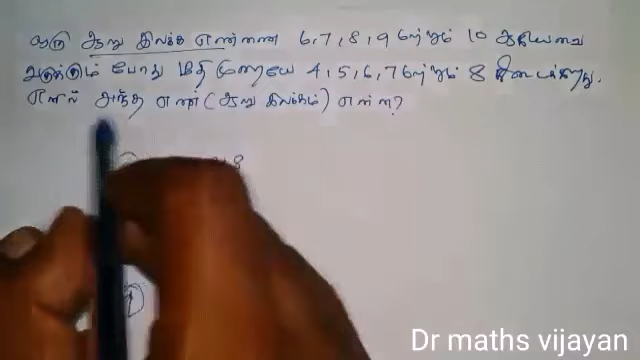 ஒரு ஆறு இலக்க எண்ணை 6,7,8,9 மற்றும் 10 ஆகியவை
வகுக்கும் போது மீதி முறையே 4,5,6,7 மற்றும் 8 கிடைக்கிறது.
எனில் அந்த எண் (ஆறு இலக்கம்) என்ன?
8
Dr maths vijayan